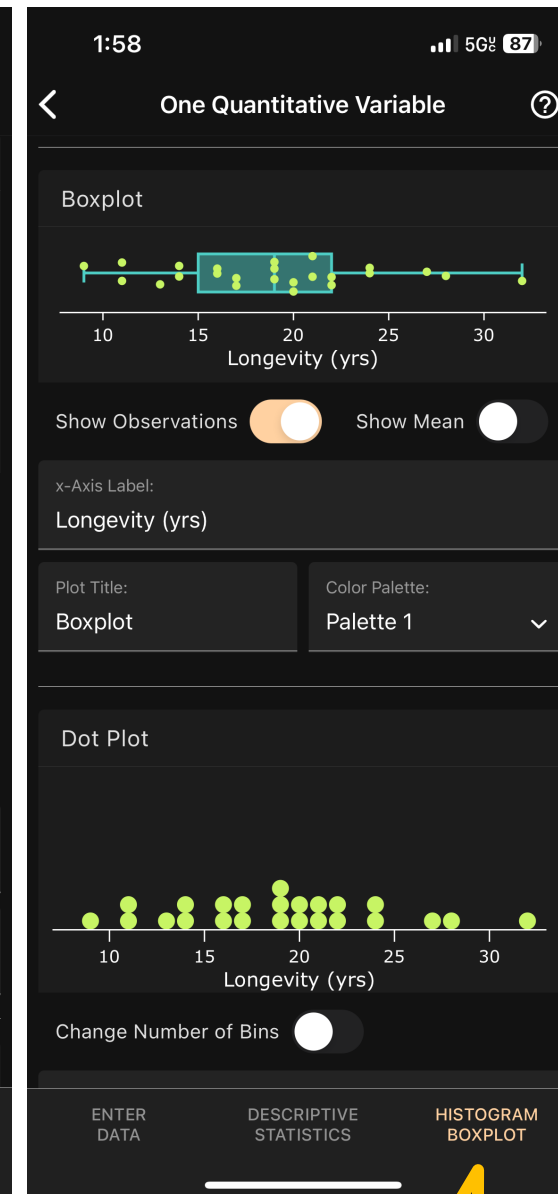 1:58 5G 87
One Quantitative Variable ?
Boxplot
10 15 20 25 30
Longevity (yrs)
Show Observations Show Mean
x-Axis Label:
Longevity (yrs)
Plot Title: Color Palette:
Boxplot Palette 1
Dot Plot
10 15 20 25 30
Longevity (yrs)
Change Number of Bins
ENTER DESCRIPTIVE HISTOGRAM
DATA STATISTICS BOXPLOT